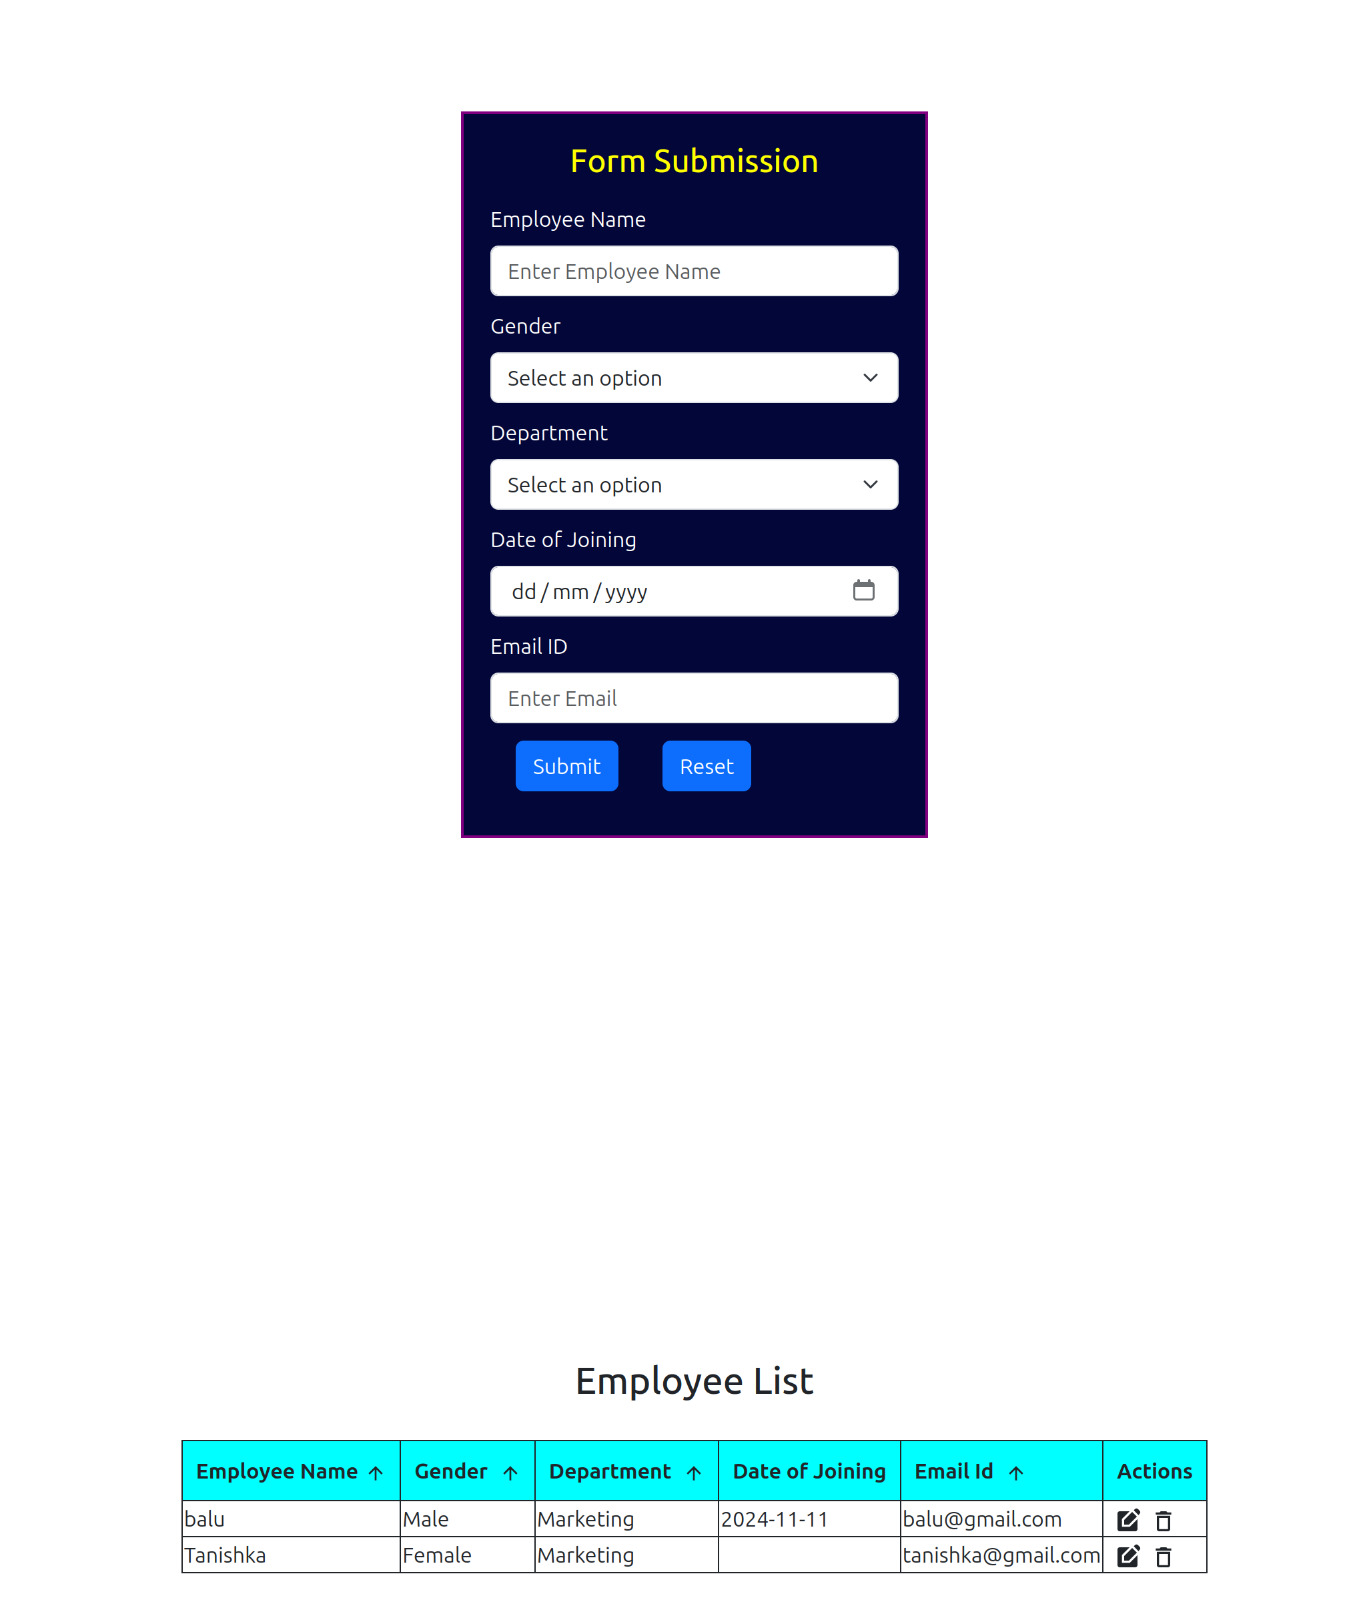 Form Submission
Employee Name
Enter Employee Name
Gender
Select an option
Department
Select an option
Date of Joining
dd / mm / yyyy
Email ID
Enter Email
Submit Reset
Employee List
Employee Name Gender Department Date of Joining Email Id Actions
balu Male Marketing 2024-11-11 balu@gmail.com
Tanishka Female Marketing tanishka@gmail.com